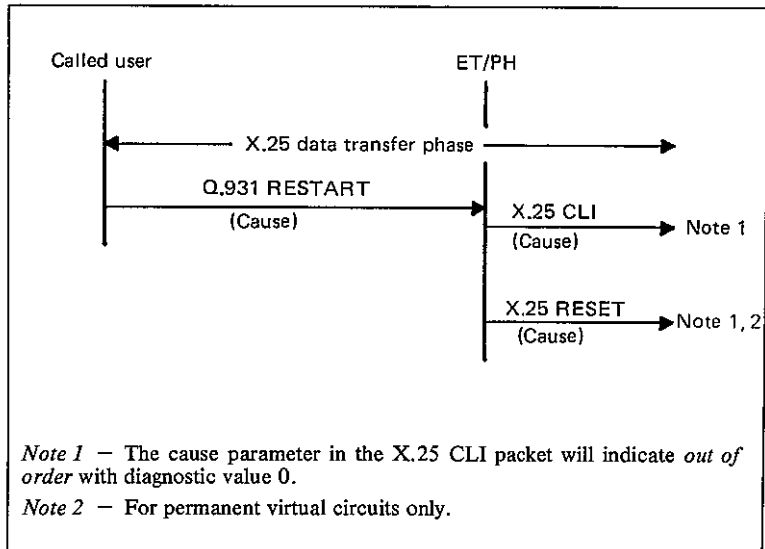 Called user ET/PH
X.25 data transfer phase
Q.931 RESTART
(Cause)
X.25 CLI
(Cause)
Note 1
X.25 RESET
(Cause)
Note 1, 2
Note 1 — The cause parameter in the X.25 CLI packet will indicate out of
order with diagnostic value 0.
Note 2 — For permanent virtual circuits only.